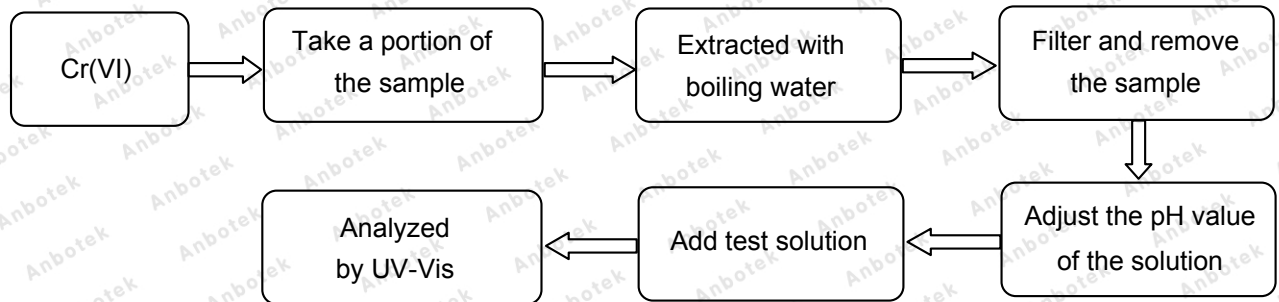 Cr(VI)
Take a portion of
the sample
Extracted with
boiling water
Filter and remove
the sample
Adjust the pH value
of the solution
Add test solution
Analyzed
by UV-Vis
Anbotek